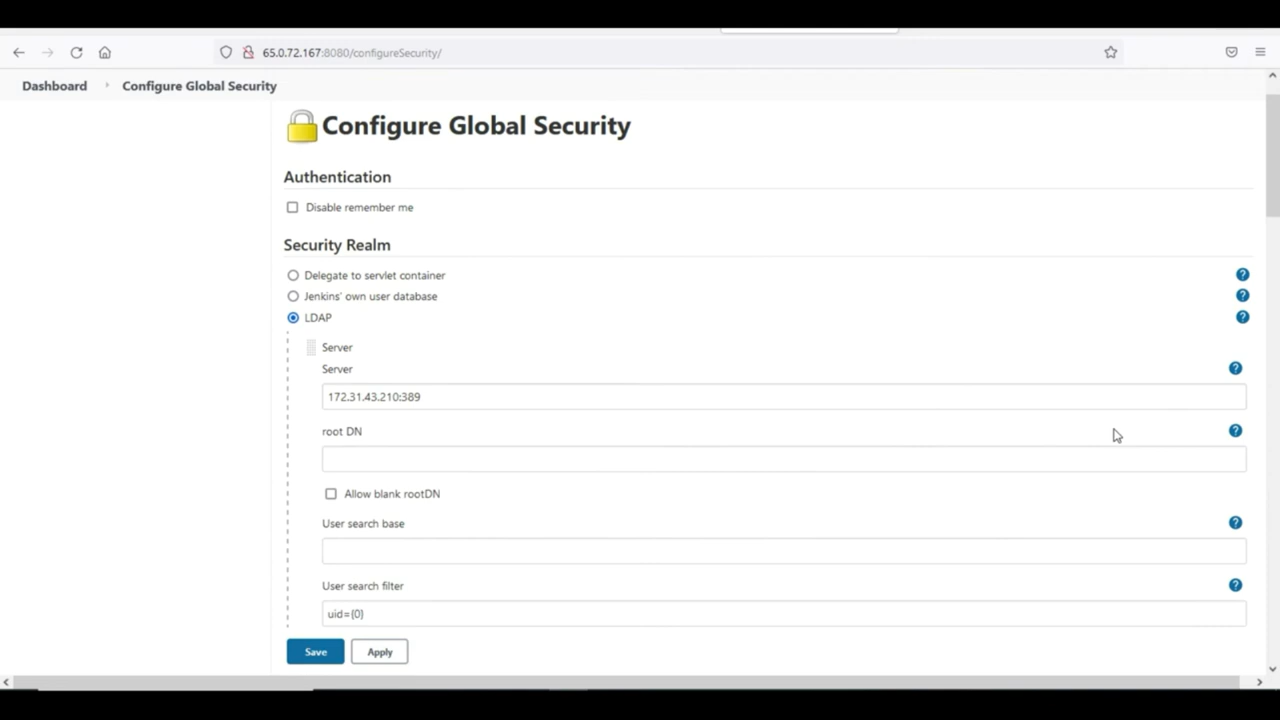 65.0.72.167:8080/configureSecurity/
Dashboard
Configure Global Security
Configure Global Security
Authentication
Disable remember me
Security Realm
Delegate to servlet container
Jenkins' own user database
LDAP
Server
Server
172.31.43.210:389
root DN
Allow blank rootDN
User search base
User search filter
uid={0}
Save
Apply